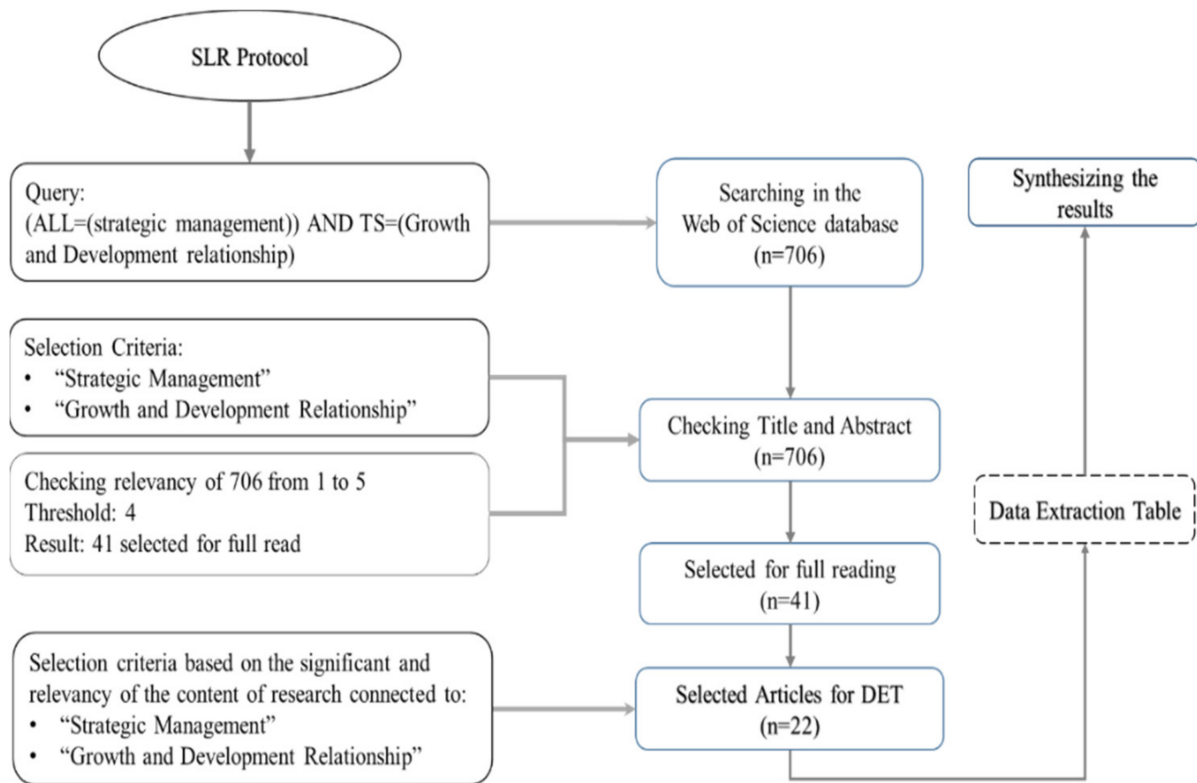 SLR Protocol
Query:
(ALL=(strategic management)) AND TS=(Growth
and Development relationship)
Searching in the
Web of Science database
(n=706)
Synthesizing the
results
Selection Criteria:
• “Strategic Management”
• “Growth and Development Relationship”
Checking Title and Abstract
(n=706)
Checking relevancy of 706 from 1 to 5
Threshold: 4
Result: 41 selected for full read
Data Extraction Table
Selected for full reading
(n=41)
Selection criteria based on the significant and
relevancy of the content of research connected to:
• “Strategic Management”
• “Growth and Development Relationship”
Selected Articles for DET
(n=22)